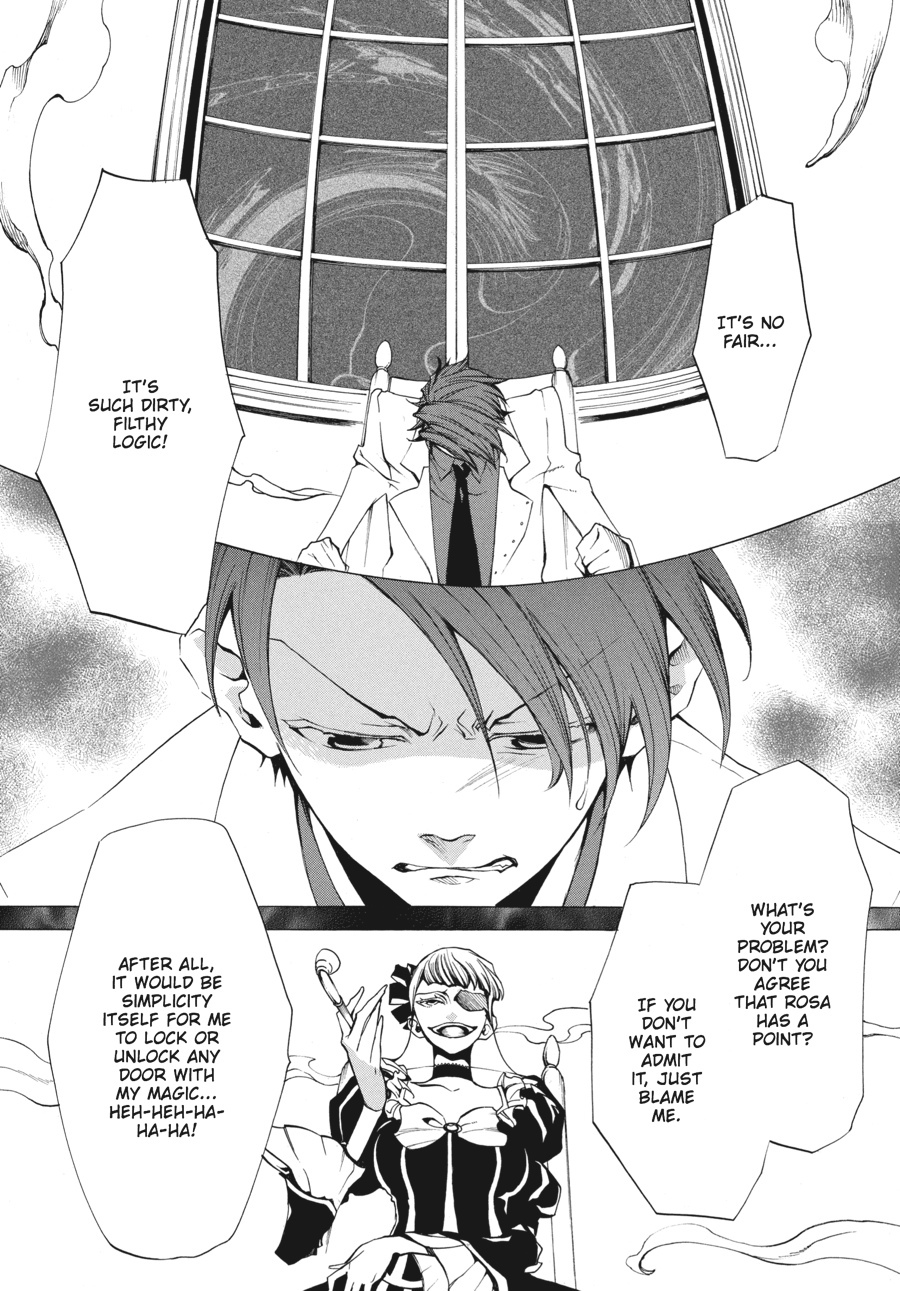 IT'S NO
FAIR...
IT'S
SUCH DIRTY,
FILTHY
LOGIC!
WHAT'S
YOUR
PROBLEM?
DON'T YOU
AGREE
THAT ROSA
HAS A
POINT?
IF YOU
DON'T
WANT TO
ADMIT
IT, JUST
BLAME
ME.
AFTER ALL,
IT WOULD BE
SIMPLICITY
ITSELF FOR ME
TO LOCK OR
UNLOCK ANY
DOOR WITH
MY MAGIC...
HEH-HEH-HA-
HA-HA!